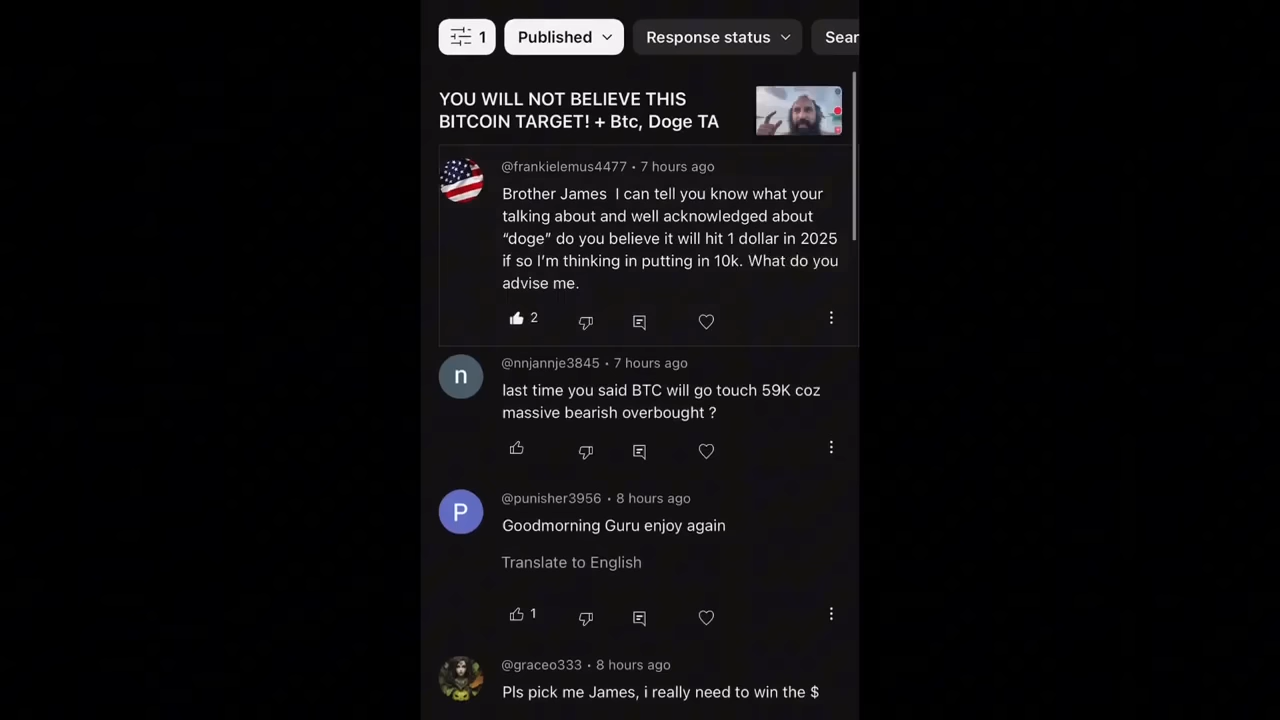 1 Published Response status Sear
YOU WILL NOT BELIEVE THIS
BITCOIN TARGET! + Btc, Doge TA
@frankielemus4477 • 7 hours ago
Brother James I can tell you know what your
talking about and well acknowledged about
“doge” do you believe it will hit 1 dollar in 2025
if so I’m thinking in putting in 10k. What do you
advise me.
2
n
@nnjannje3845 • 7 hours ago
last time you said BTC will go touch 59K coz
massive bearish overbought ?
P
@punisher3956 • 8 hours ago
Goodmorning Guru enjoy again
Translate to English
1
@graceo333 • 8 hours ago
Pls pick me James, i really need to win the $